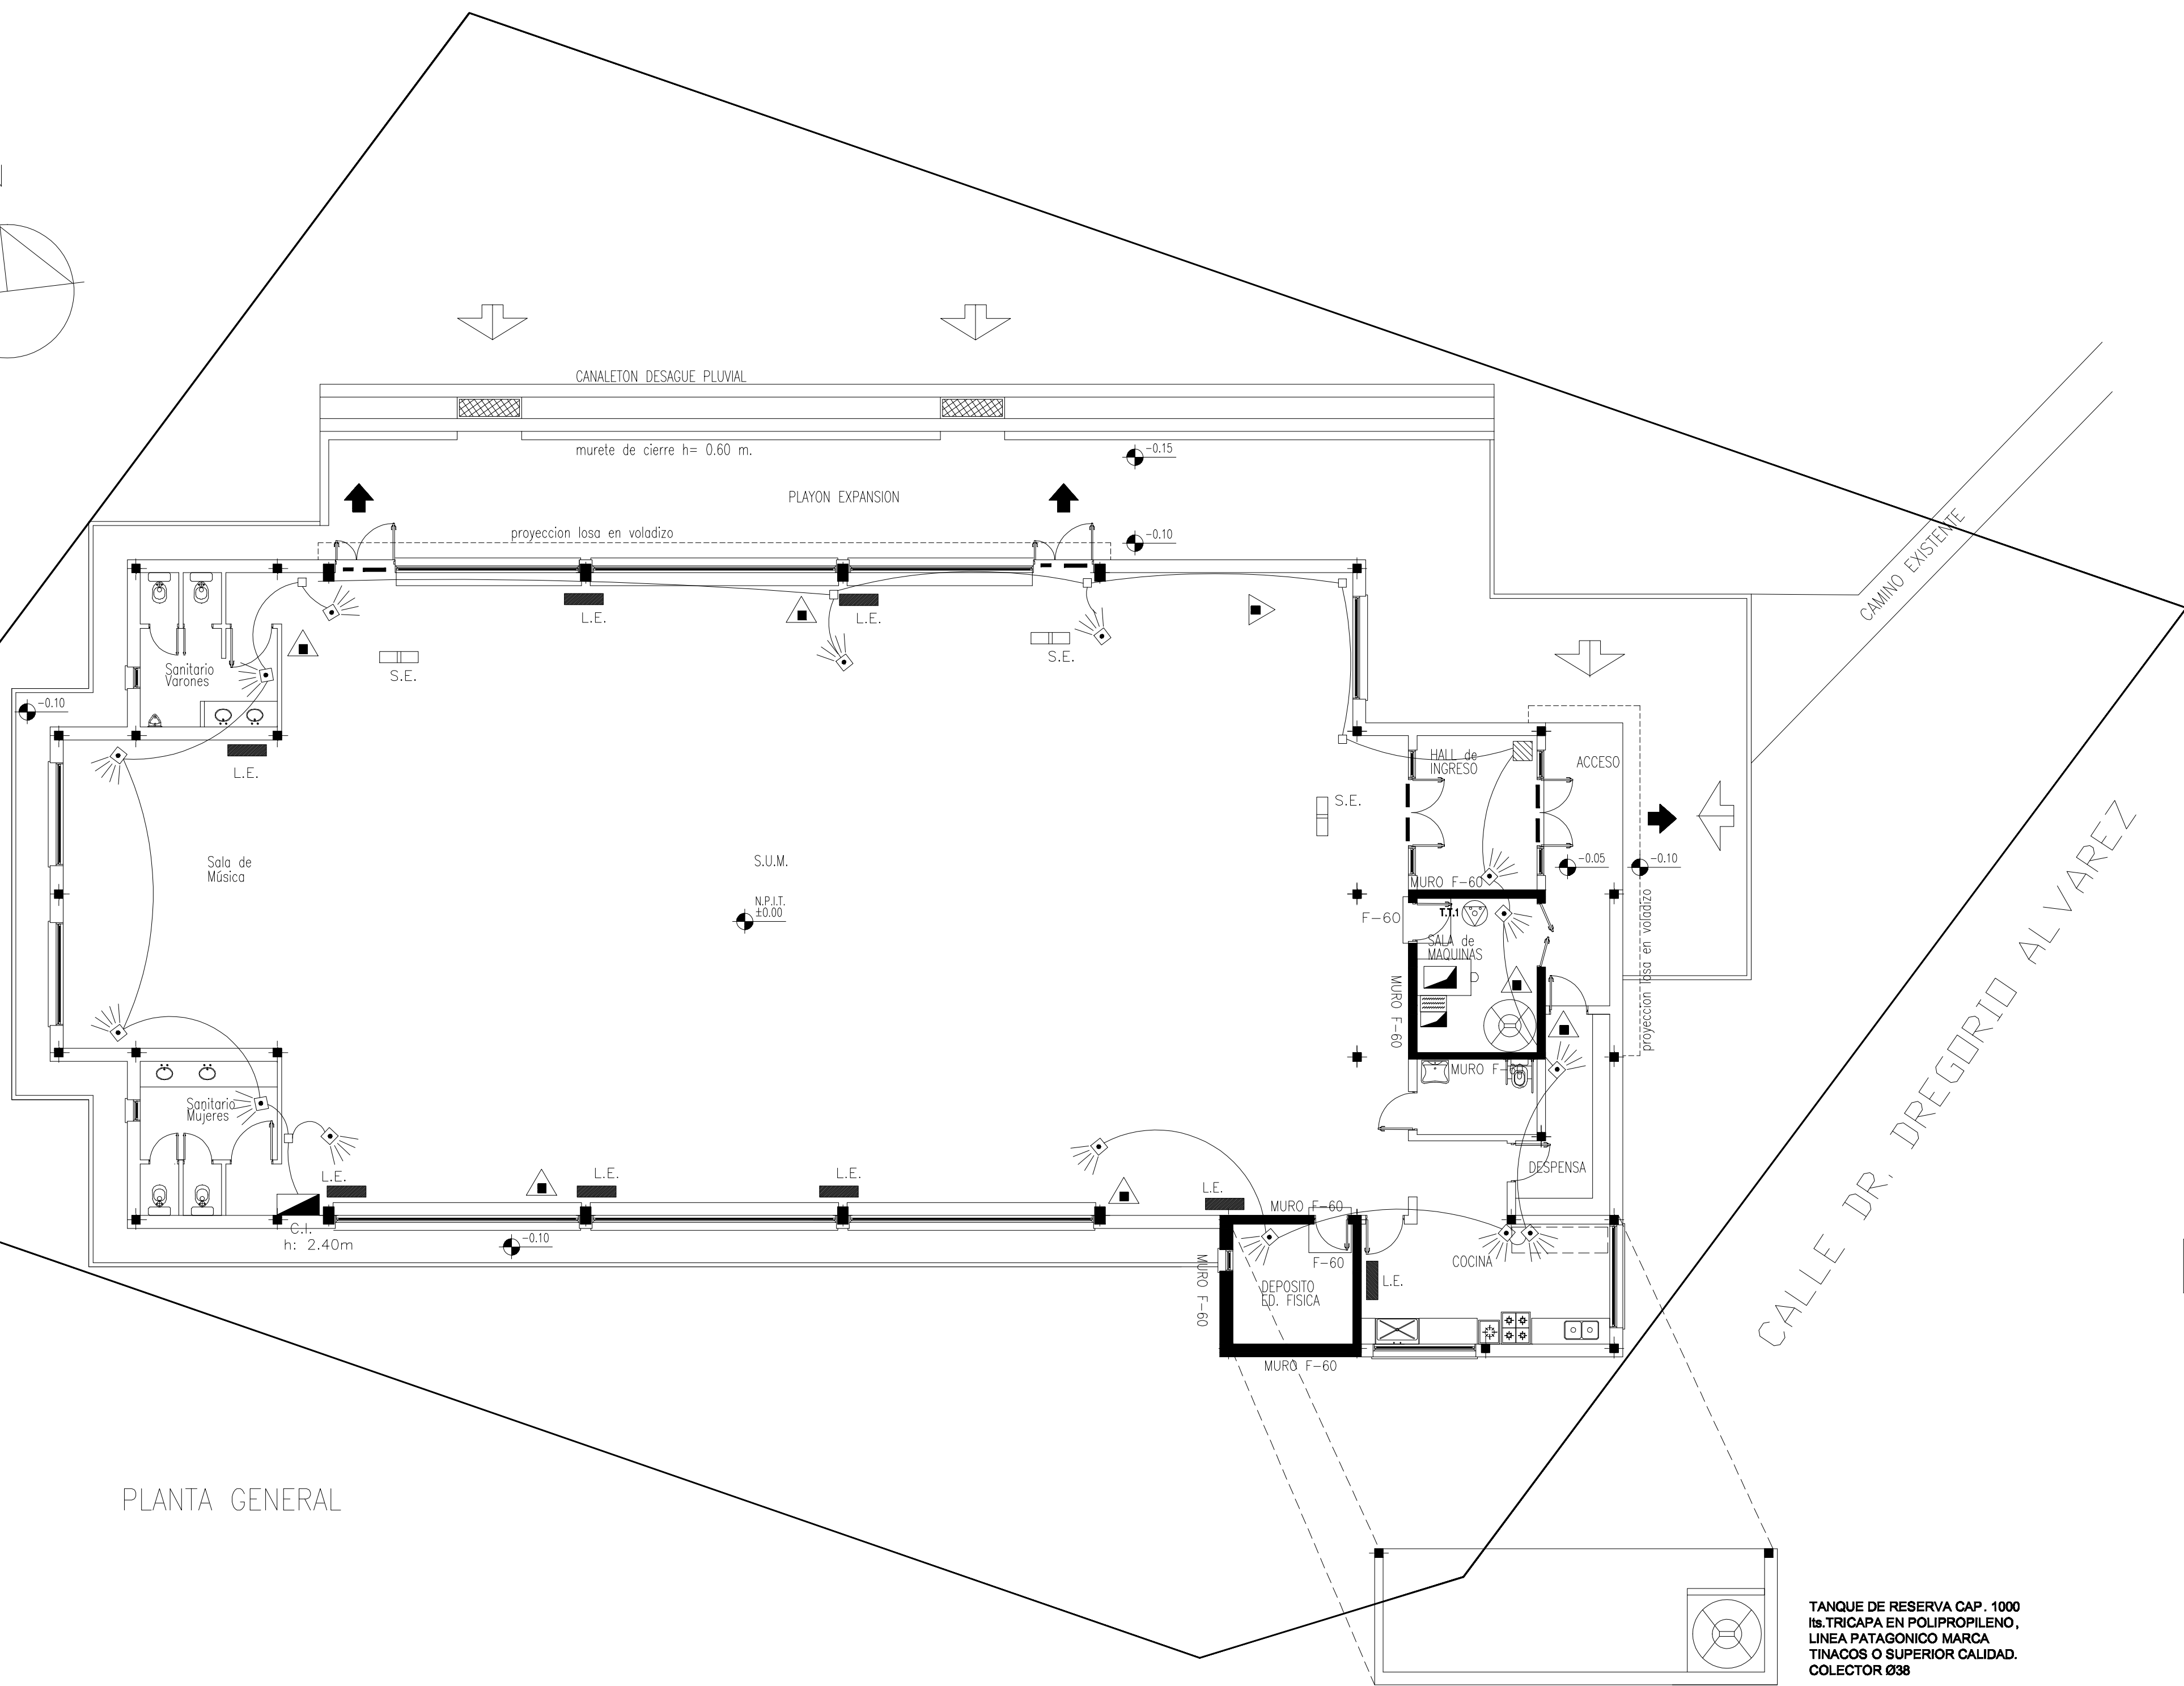 CANALETON DESAGUE PLUVIAL
murete de cierre h= 0.60 m.
-0.15
PLAYON EXPANSION
proyeccion losa en voladizo
-0.10
CAMINO EXISTENTE
L.E.
L.E.
S.E.
S.E.
Sanitario
Varones
-0.10
L.E.
HALL de
INGRESO
ACCESO
S.E.
Sala de
Música
S.U.M.
-0.05
-0.10
MURO F-60
N.P.I.T.
±0.00
F-60
T.T.1
SALA de
MAQUINAS
MURO F-60
proyeccion losa en voladizo
CALLE DR. DREGORIO ALVAREZ
MURO F-60
Sanitario
Mujeres
DESPENSA
L.E.
L.E.
L.E.
L.E.
MURO F-60
C.I.
h: 2.40m
-0.10
F-60
COCINA
MURO F-60
DEPOSITO
ED. FISICA
L.E.
MURO F-60
PLANTA GENERAL
TANQUE DE RESERVA CAP. 1000
lts.TRICAPA EN POLIPROPILENO,
LINEA PATAGONICO MARCA
TINACOS O SUPERIOR CALIDAD.
COLECTOR Ø38